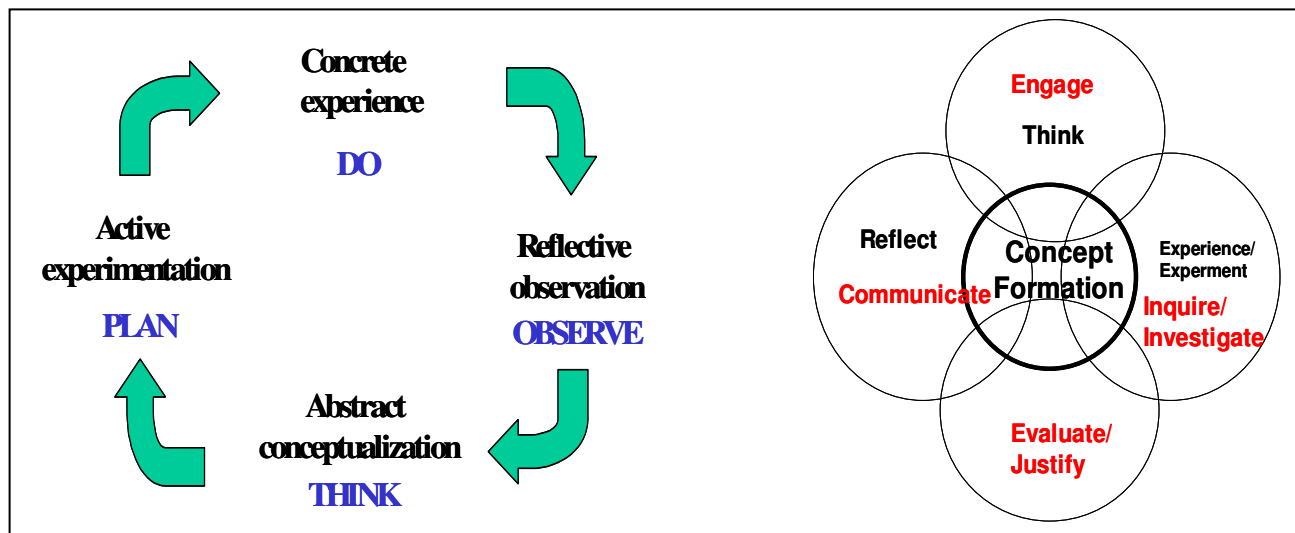 Concrete
experience
DO
Reflective
observation
OBSERVE
Abstract
conceptualization
THINK
Active
experimentation
PLAN
Engage
Think
Reflect
Communicate
Concept
Formation
Experience/
Experment
Inquire/
Investigate
Evaluate/
Justify